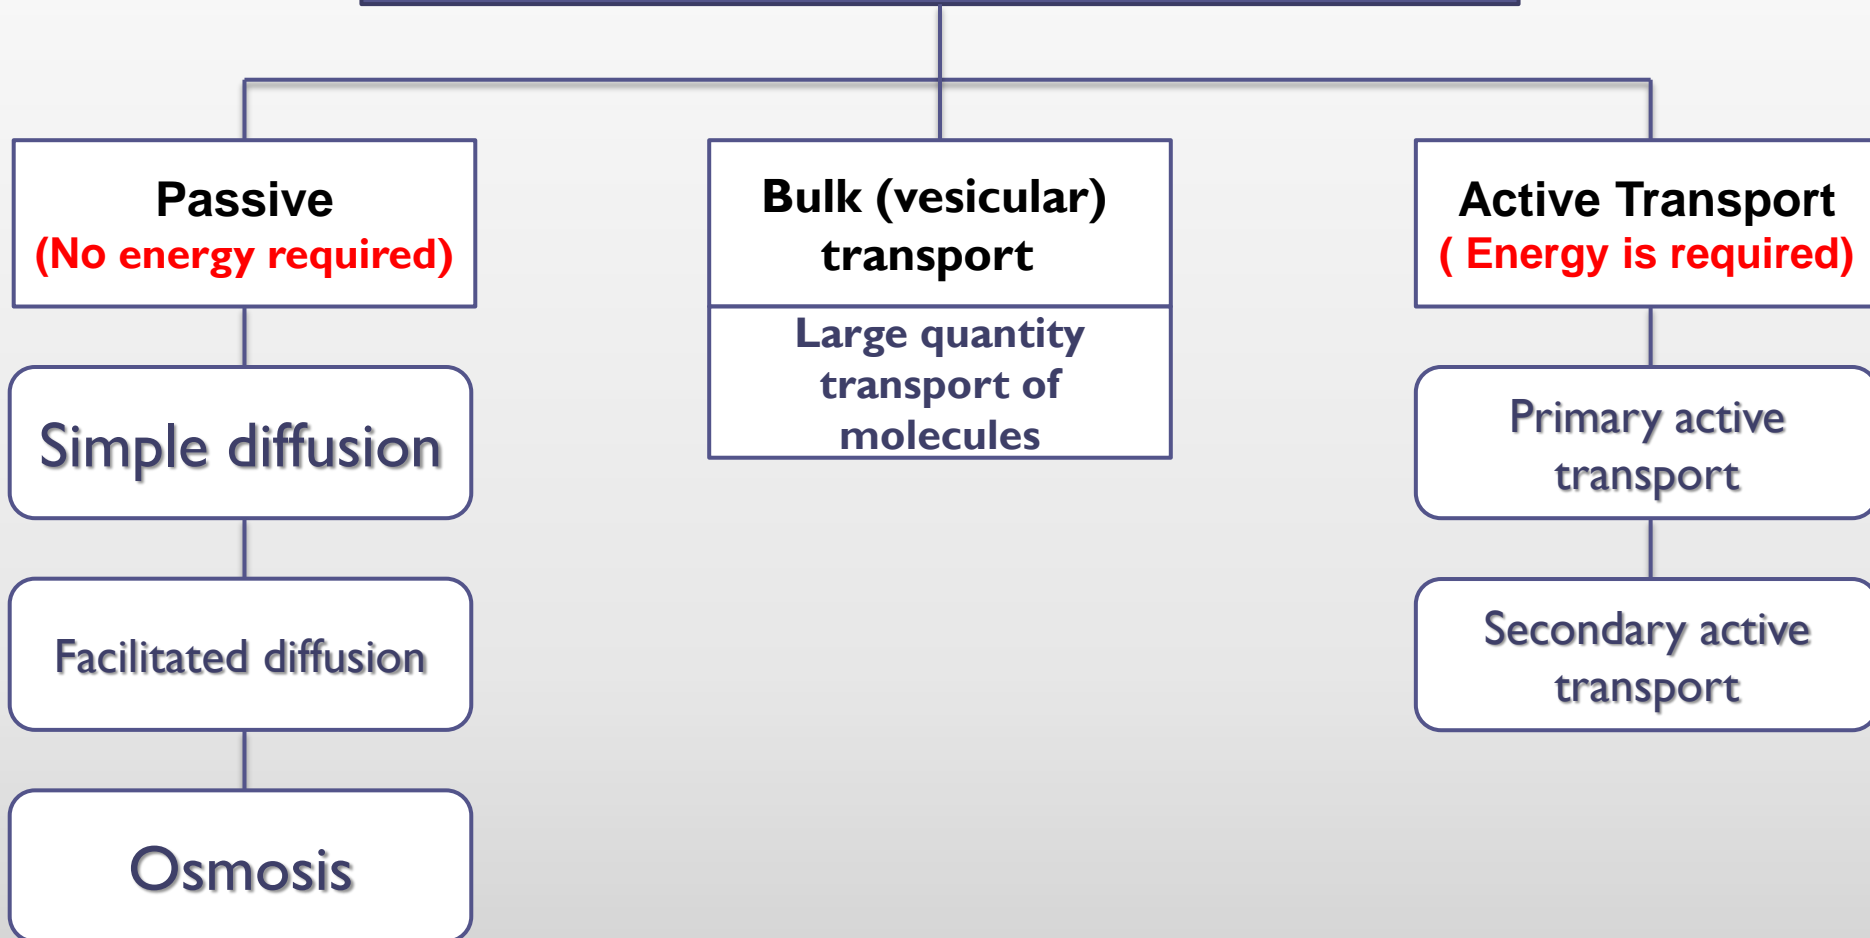 Passive
(No energy required)
Bulk (vesicular)
transport
Large quantity
transport of
molecules
Active Transport
( Energy is required)
Simple diffusion
Facilitated diffusion
Osmosis
Primary active
transport
Secondary active
transport